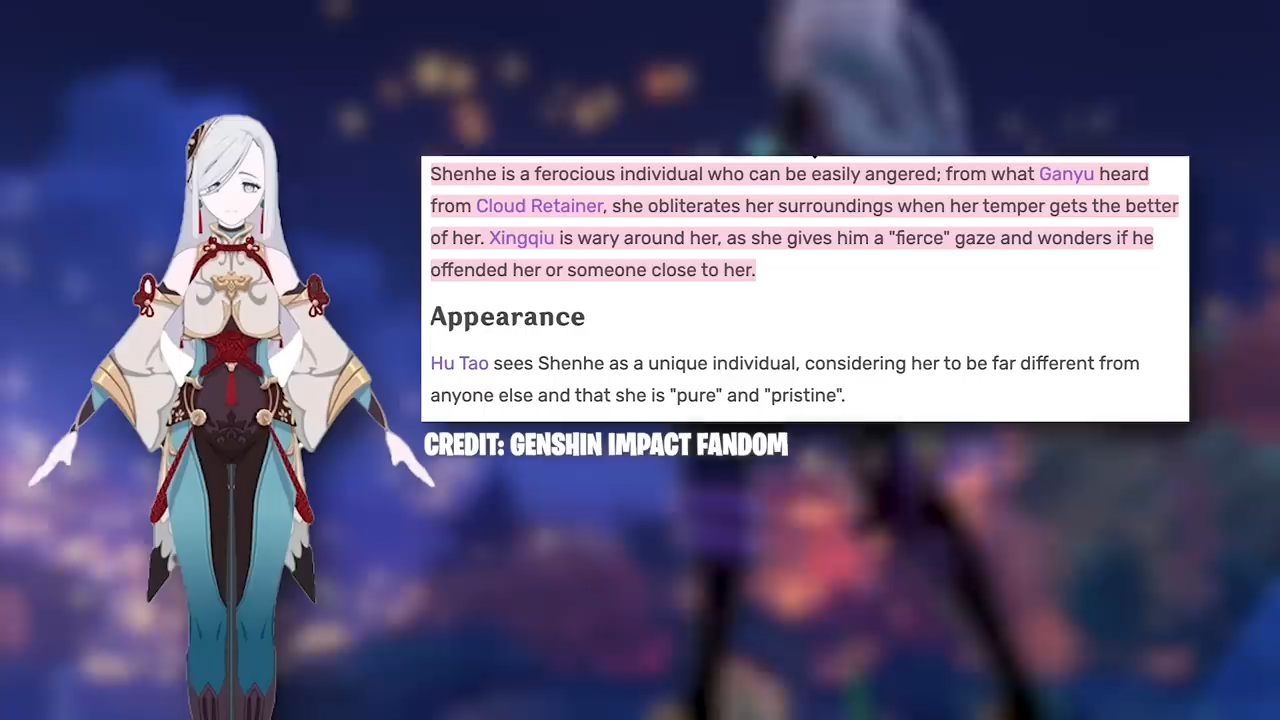 Shenhe is a ferocious individual who can be easily angered; from what Ganyu heard
from Cloud Retainer, she obliterates her surroundings when her temper gets the better
of her. Xingqiu is wary around her, as she gives him a "fierce" gaze and wonders if he
offended her or someone close to her.
Appearance
Hu Tao sees Shenhe as a unique individual, considering her to be far different from
anyone else and that she is "pure" and "pristine".
CREDIT: GENSHIN IMPACT FANDOM